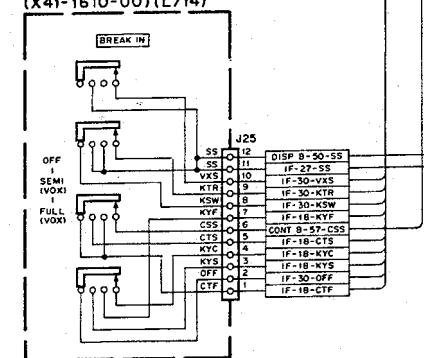 (X41-1610-00)(E/14)
BREAK IN
J25
SS 12 DISP 8-50-SS
SS 11 IF-27-SS
VXS 10 IF-30-VXS
KTR 9 IF-30-KTR
KSW 8 IF-30-KSW
KYF 7 IF-18-KYF
CSS 6 CONT 8-57-CSS
CTS 5 IF-18-CTS
KYC 4 IF-18-KYC
KYS 3 IF-18-KYS
OFF 2 IF-30-OFF
CTF 1 IF-18-CTF
OFF
SEMI
(VOX)
FULL
(VOX)